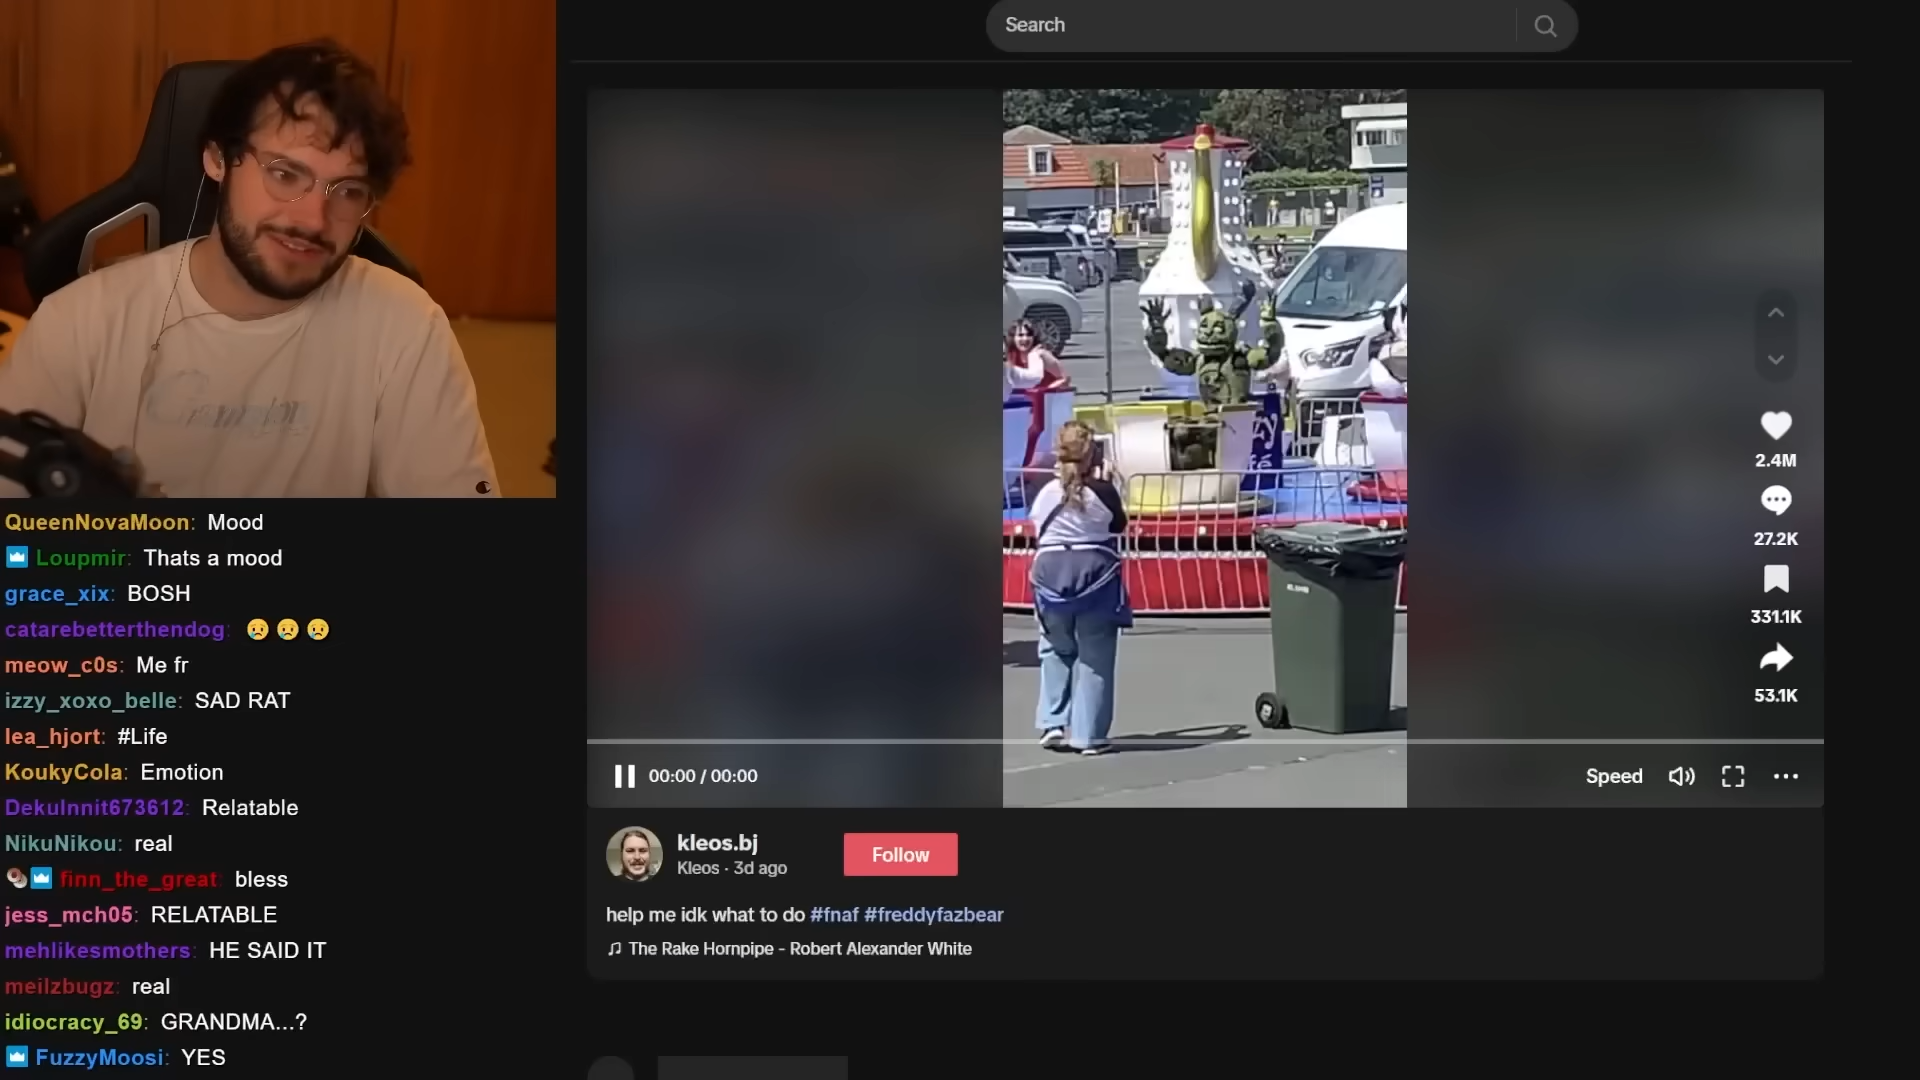 Search
QueenNovaMoon: Mood
Loupmir: Thats a mood
grace_xix: BOSH
catarebetterthendog: 😢 😢 😢
meow_c0s: Me fr
izzy_xoxo_belle: SAD RAT
lea_hjort: #Life
KoukyCola: Emotion
DekuInnit673612: Relatable
NikuNikou: real
finn_the_great: bless
jess_mch05: RELATABLE
mehlikesmothers: HE SAID IT
meilzbugz: real
idiocracy_69: GRANDMA...?
FuzzyMoosi: YES
2.4M
27.2K
331.1K
53.1K
00:00 / 00:00
Speed
kleos.bj
Kleos · 3d ago
Follow
help me idk what to do #fnaf #freddyfazbear
The Rake Hornpipe - Robert Alexander White